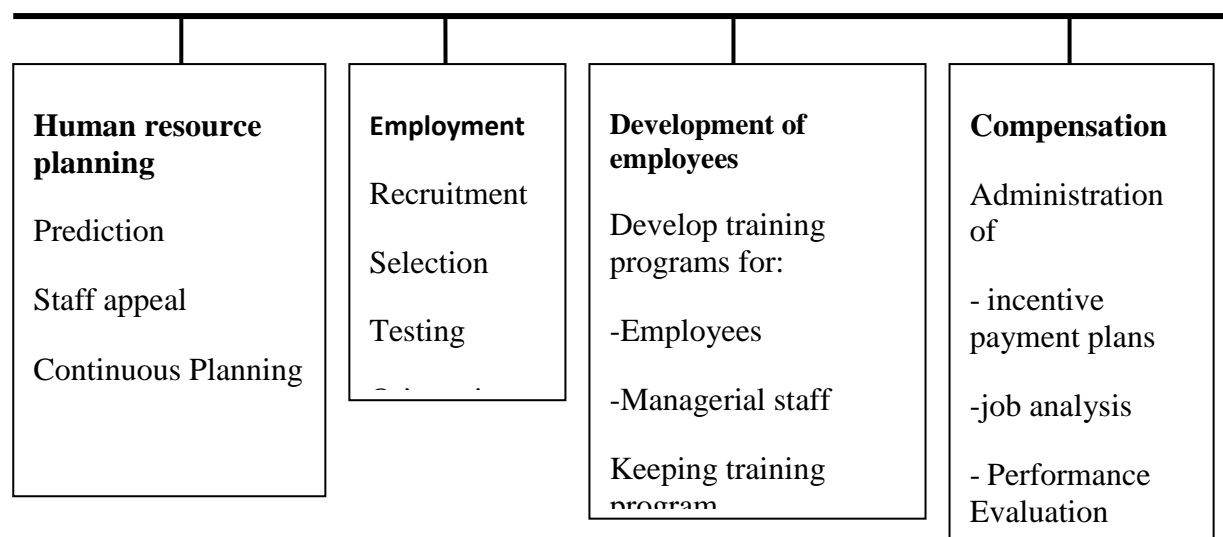 Human resource
planning
Prediction
Staff appeal
Continuous Planning
Employment
Recruitment
Selection
Testing
Development of
employees
Develop training
programs for:
-Employees
-Managerial staff
Keeping training
program
Compensation
Administration
of
- incentive
payment plans
-job analysis
- Performance
Evaluation